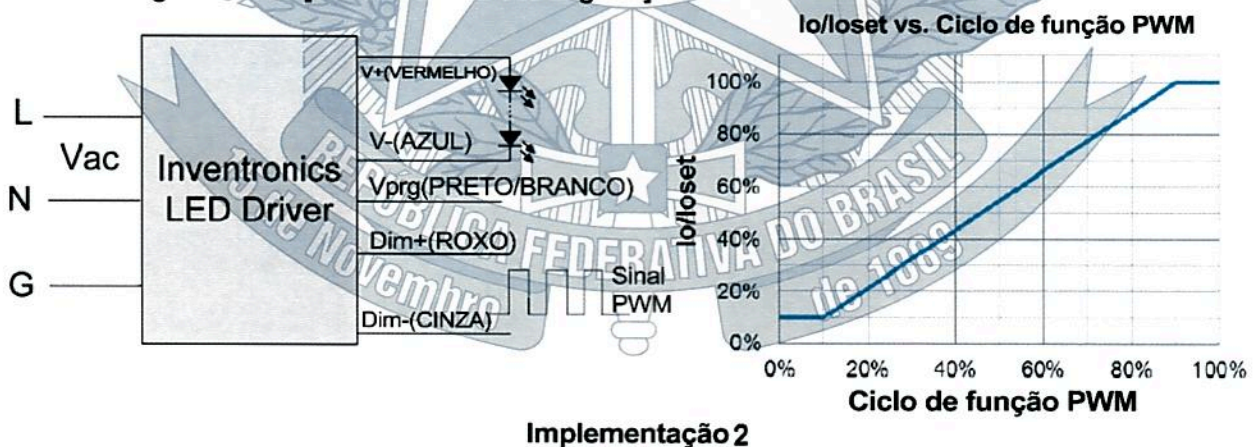 Io/Ioset vs. Ciclo de função PWM
L
Vac
N
G
Inventronics
LED Driver
V+(VERMELHO)
V-(AZUL)
Vprg(PRETO/BRANCO)
Dim+(ROXO)
Sinal
PWM
Dim-(CINZA)
Io/Ioset
100%
80%
60%
40%
20%
0%
0% 20% 40% 60% 80% 100%
Ciclo de função PWM
REPÚBLICA FEDERATIVA DO BRASIL
15 de Novembro
de 1889
Implementação 2